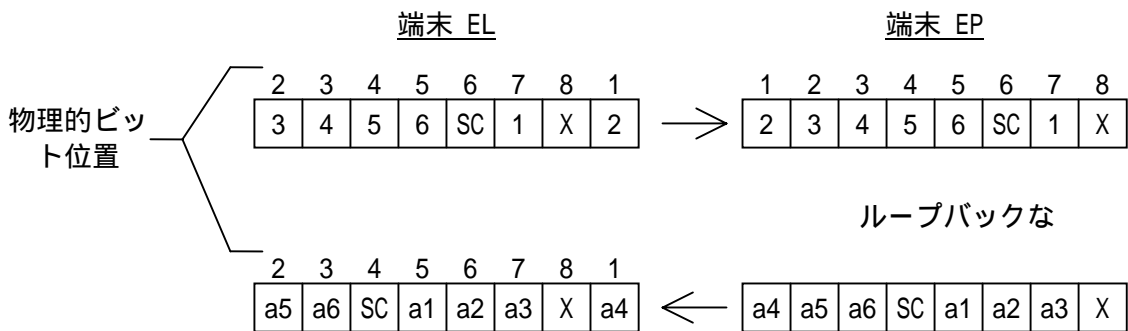 端末 EL 端末 EP
2 3 4 5 6 7 8 1 1 2 3 4 5 6 7 8
物理的ビッ
ト位置
3 4 5 6 SC 1 X 2 2 3 4 5 6 SC 1 X
ループバックな
2 3 4 5 6 7 8 1
a5 a6 SC a1 a2 a3 X a4 a4 a5 a6 SC a1 a2 a3 X